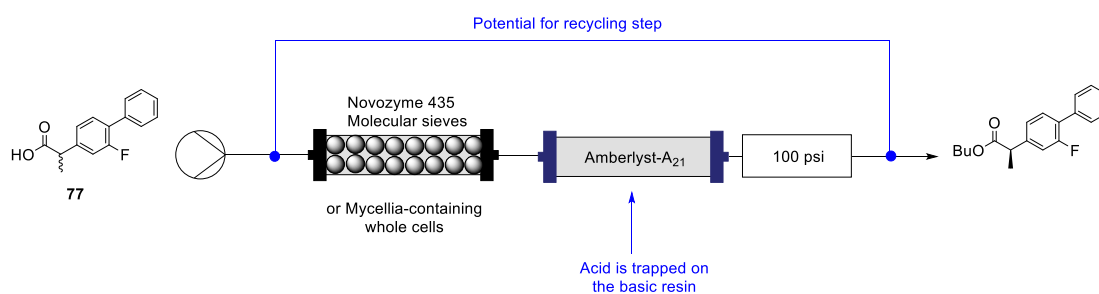 Potential for recycling step
Novozyme 435
Molecular sieves
O
HO
F
77
Amberlyst-A21
100 psi
or Mycellia-containing
whole cells
O
BuO
F
Acid is trapped on
the basic resin